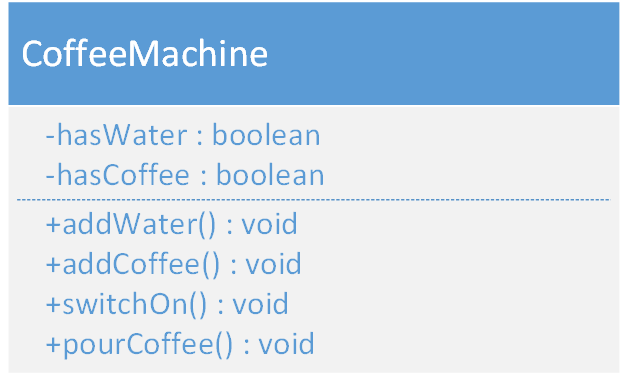 CoffeeMachine
-hasWater : boolean
-hasCoffee : boolean
+addWater() : void
+addCoffee() : void
+switchOn() : void
+pourCoffee() : void